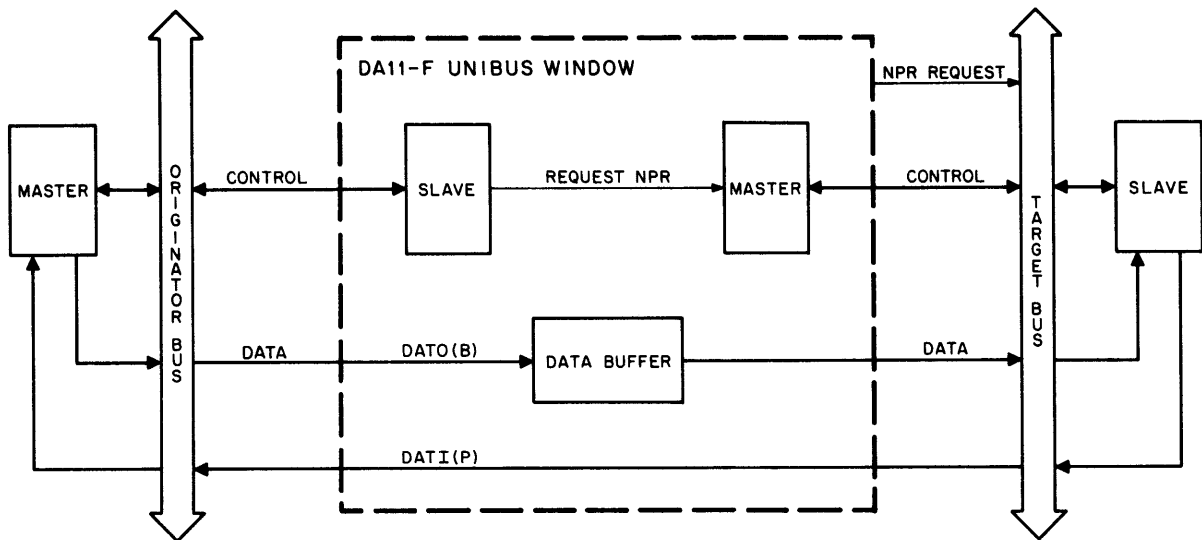 DA11-F UNIBUS WINDOW
NPR REQUEST
MASTER
ORIGINATOR BUS
CONTROL
SLAVE
REQUEST NPR
MASTER
CONTROL
TARGET BUS
SLAVE
DATA
DATO(B)
DATA BUFFER
DATA
DATI(P)